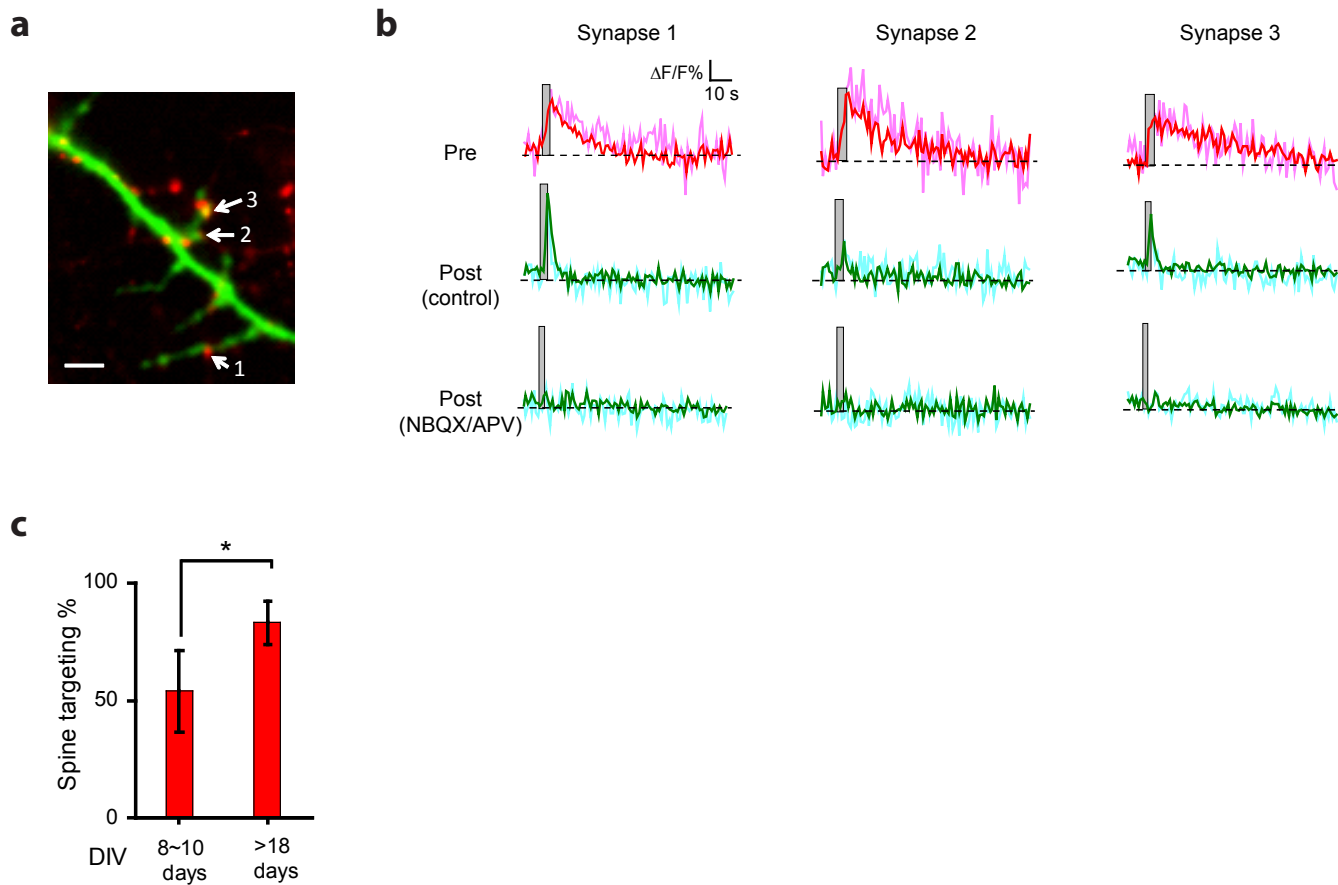 a
3
2
1
b
Synapse 1
Synapse 2
Synapse 3
ΔF/F%
10 s
Pre
Post
(control)
Post
(NBQX/APV)
c
*
Spine targeting %
100
50
0
DIV
8~10
days
>18
days